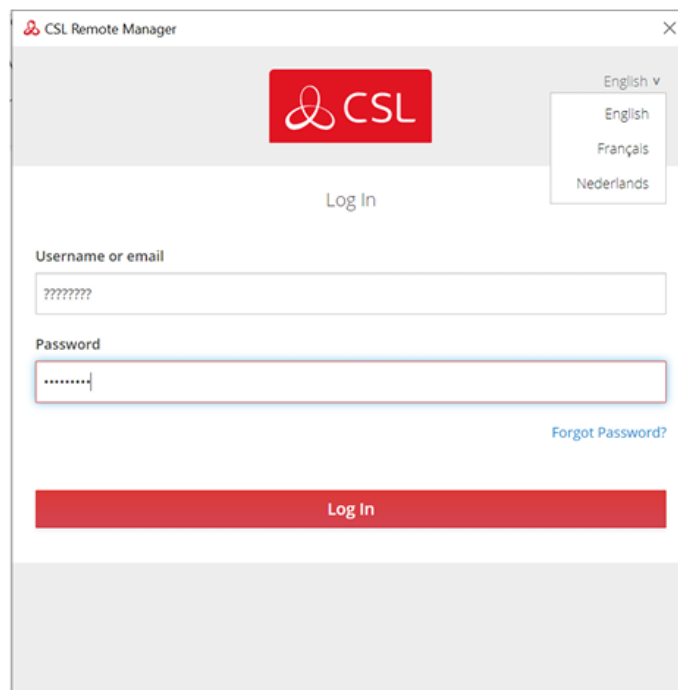 CSL Remote Manager
English v
CSL
English
Français
Nederlands
Log In
Username or email
????????
Password
•••••••••
Forgot Password?
Log In